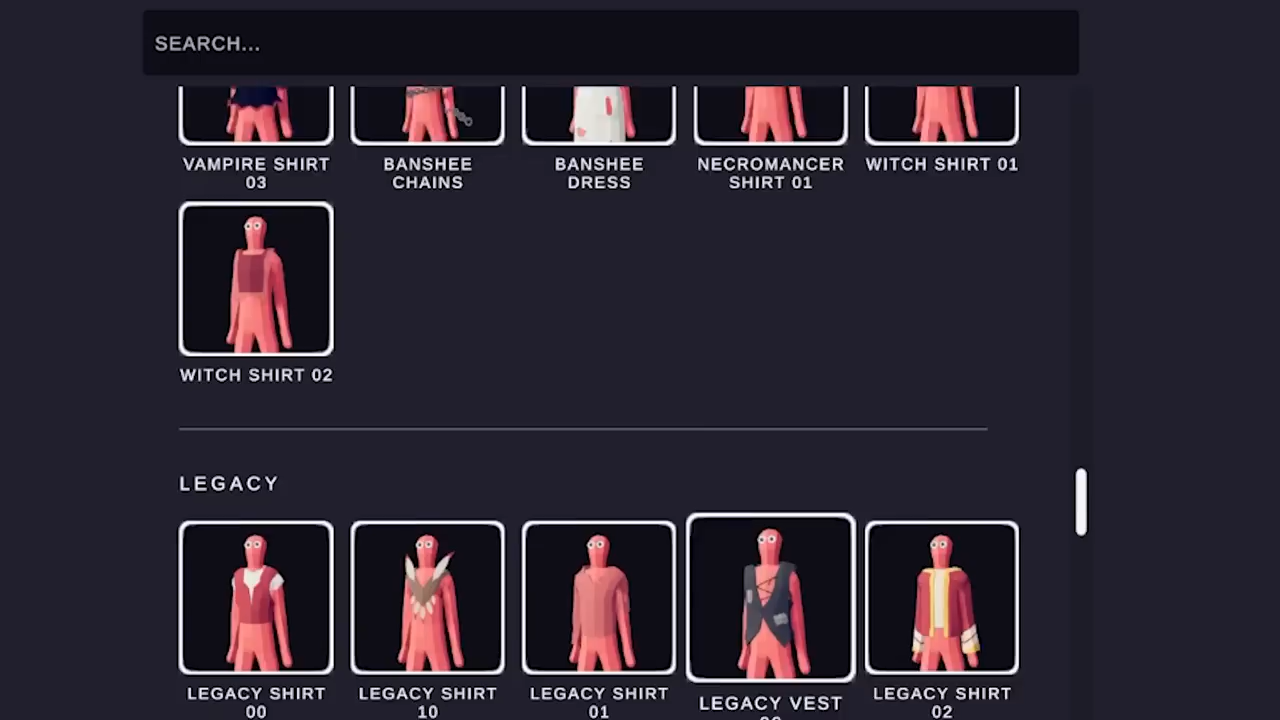 SEARCH...
VAMPIRE SHIRT
03
BANSHEE
CHAINS
BANSHEE
DRESS
NECROMANCER
SHIRT 01
WITCH SHIRT 01
WITCH SHIRT 02
LEGACY
LEGACY SHIRT
00
LEGACY SHIRT
10
LEGACY SHIRT
01
LEGACY VEST
LEGACY SHIRT
02